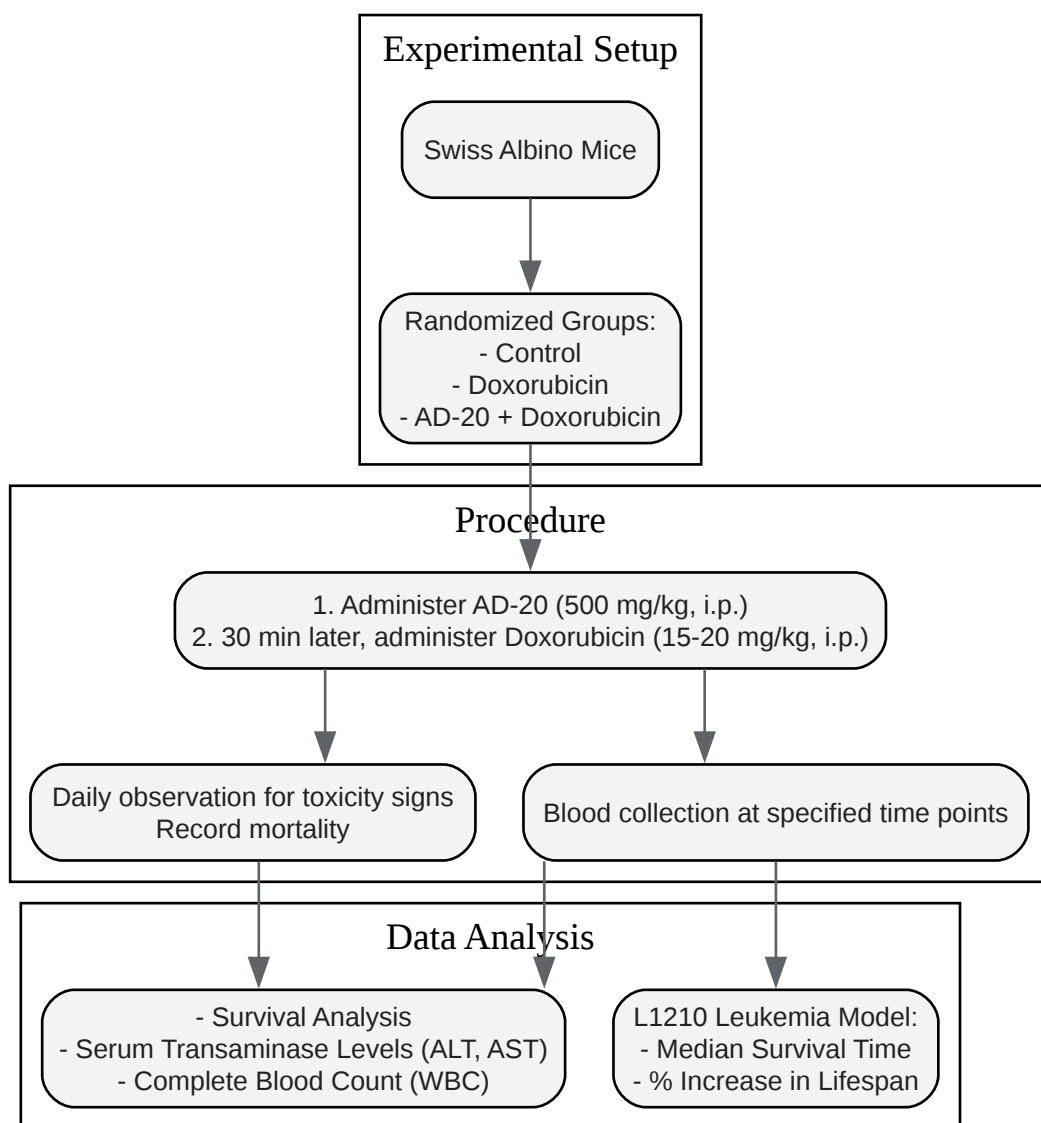 Experimental Setup
Swiss Albino Mice
Randomized Groups:
- Control
- Doxorubicin
- AD-20 + Doxorubicin
Procedure
1. Administer AD-20 (500 mg/kg, i.p.)
2. 30 min later, administer Doxorubicin (15-20 mg/kg, i.p.)
Daily observation for toxicity signs
Record mortality
Blood collection at specified time points
Data Analysis
- Survival Analysis
- Serum Transaminase Levels (ALT, AST)
- Complete Blood Count (WBC)
L1210 Leukemia Model:
- Median Survival Time
- % Increase in Lifespan